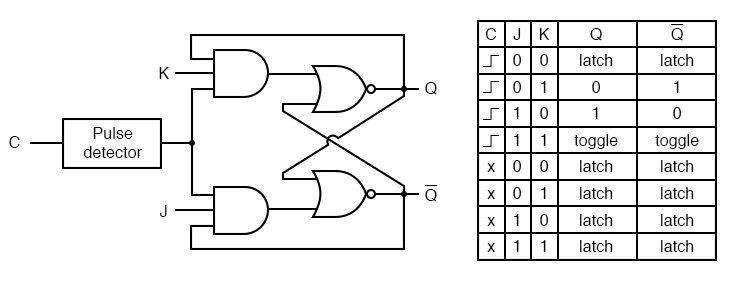 K
C
Pulse
detector
J
Q
Q̅
C J K Q Q̅
0 0 latch latch
0 1 0 1
1 0 1 0
1 1 toggle toggle
x 0 0 latch latch
x 0 1 latch latch
x 1 0 latch latch
x 1 1 latch latch